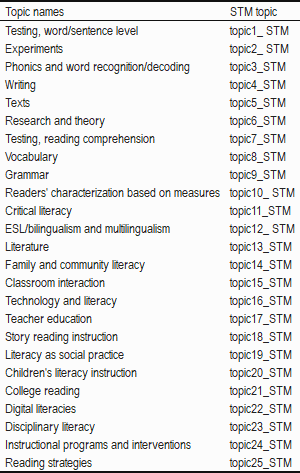 Topic names STM topic
Testing, word/sentence level topic1_ STM
Experiments topic2_ STM
Phonics and word recognition/decoding topic3_STM
Writing topic4_STM
Texts topic5_STM
Research and theory topic6_STM
Testing, reading comprehension topic7_STM
Vocabulary topic8_STM
Grammar topic9_STM
Readers' characterization based on measures topic10_ STM
Critical literacy topic11_STM
ESL/bilingualism and multilingualism topic12_ STM
Literature topic13_STM
Family and community literacy topic14_STM
Classroom interaction topic15_STM
Technology and literacy topic16_STM
Teacher education topic17_STM
Story reading instruction topic18_STM
Literacy as social practice topic19_STM
Children's literacy instruction topic20_STM
College reading topic21_STM
Digital literacies topic22_STM
Disciplinary literacy topic23_STM
Instructional programs and interventions topic24_STM
Reading strategies topic25_STM